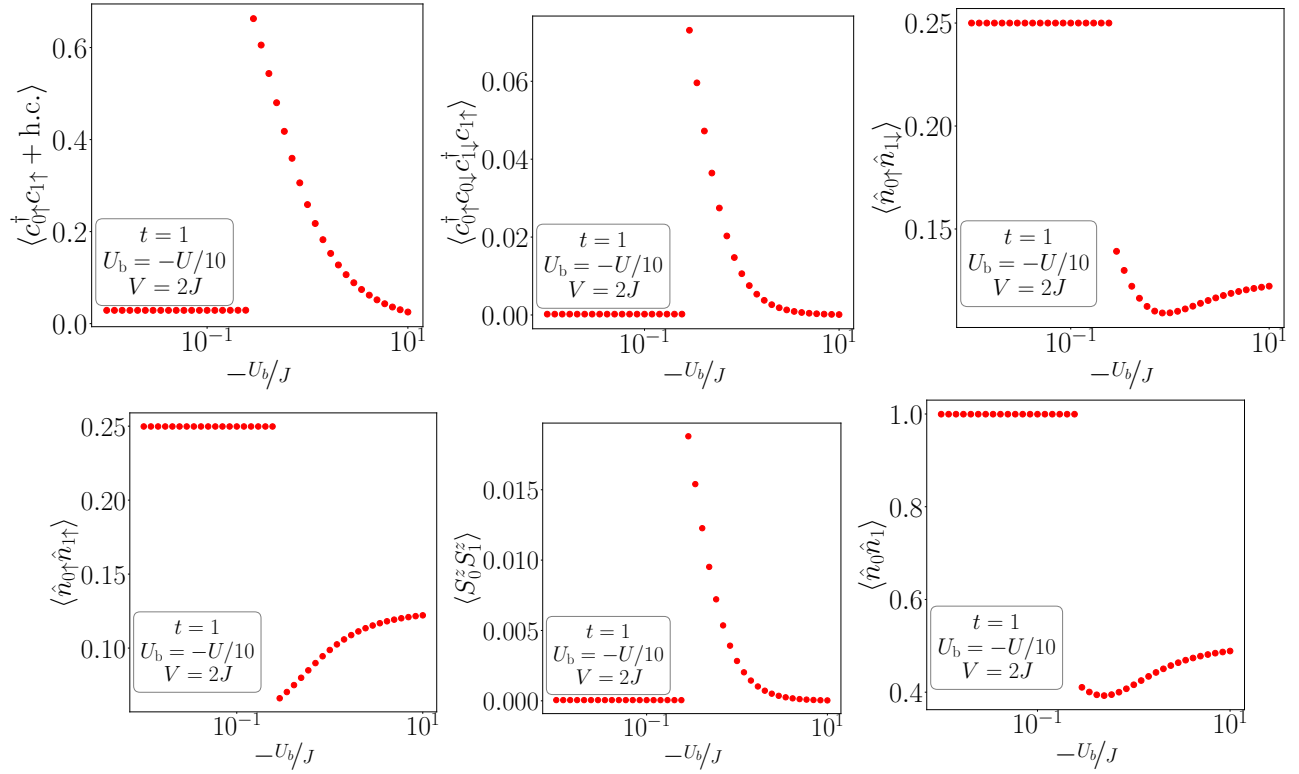 ⟨c†0↑c1↑ + h.c.⟩
0.6
0.4
0.2
0.0
t = 1
Ub = −U/10
V = 2J
10−1
101
−Ub/J
⟨c†0↑c0↓c†1↓c1↑⟩
0.06
0.04
0.02
0.00
t = 1
Ub = −U/10
V = 2J
10−1
101
−Ub/J
⟨n̂0↑n̂1↓⟩
0.25
0.20
0.15
t = 1
Ub = −U/10
V = 2J
10−1
101
−Ub/J
⟨n̂0↑n̂1↑⟩
0.25
0.20
0.15
0.10
t = 1
Ub = −U/10
V = 2J
10−1
101
−Ub/J
⟨Sz0Sz1⟩
0.015
0.010
0.005
0.000
t = 1
Ub = −U/10
V = 2J
10−1
101
−Ub/J
⟨n̂0n̂1⟩
1.0
0.8
0.6
0.4
t = 1
Ub = −U/10
V = 2J
10−1
101
−Ub/J